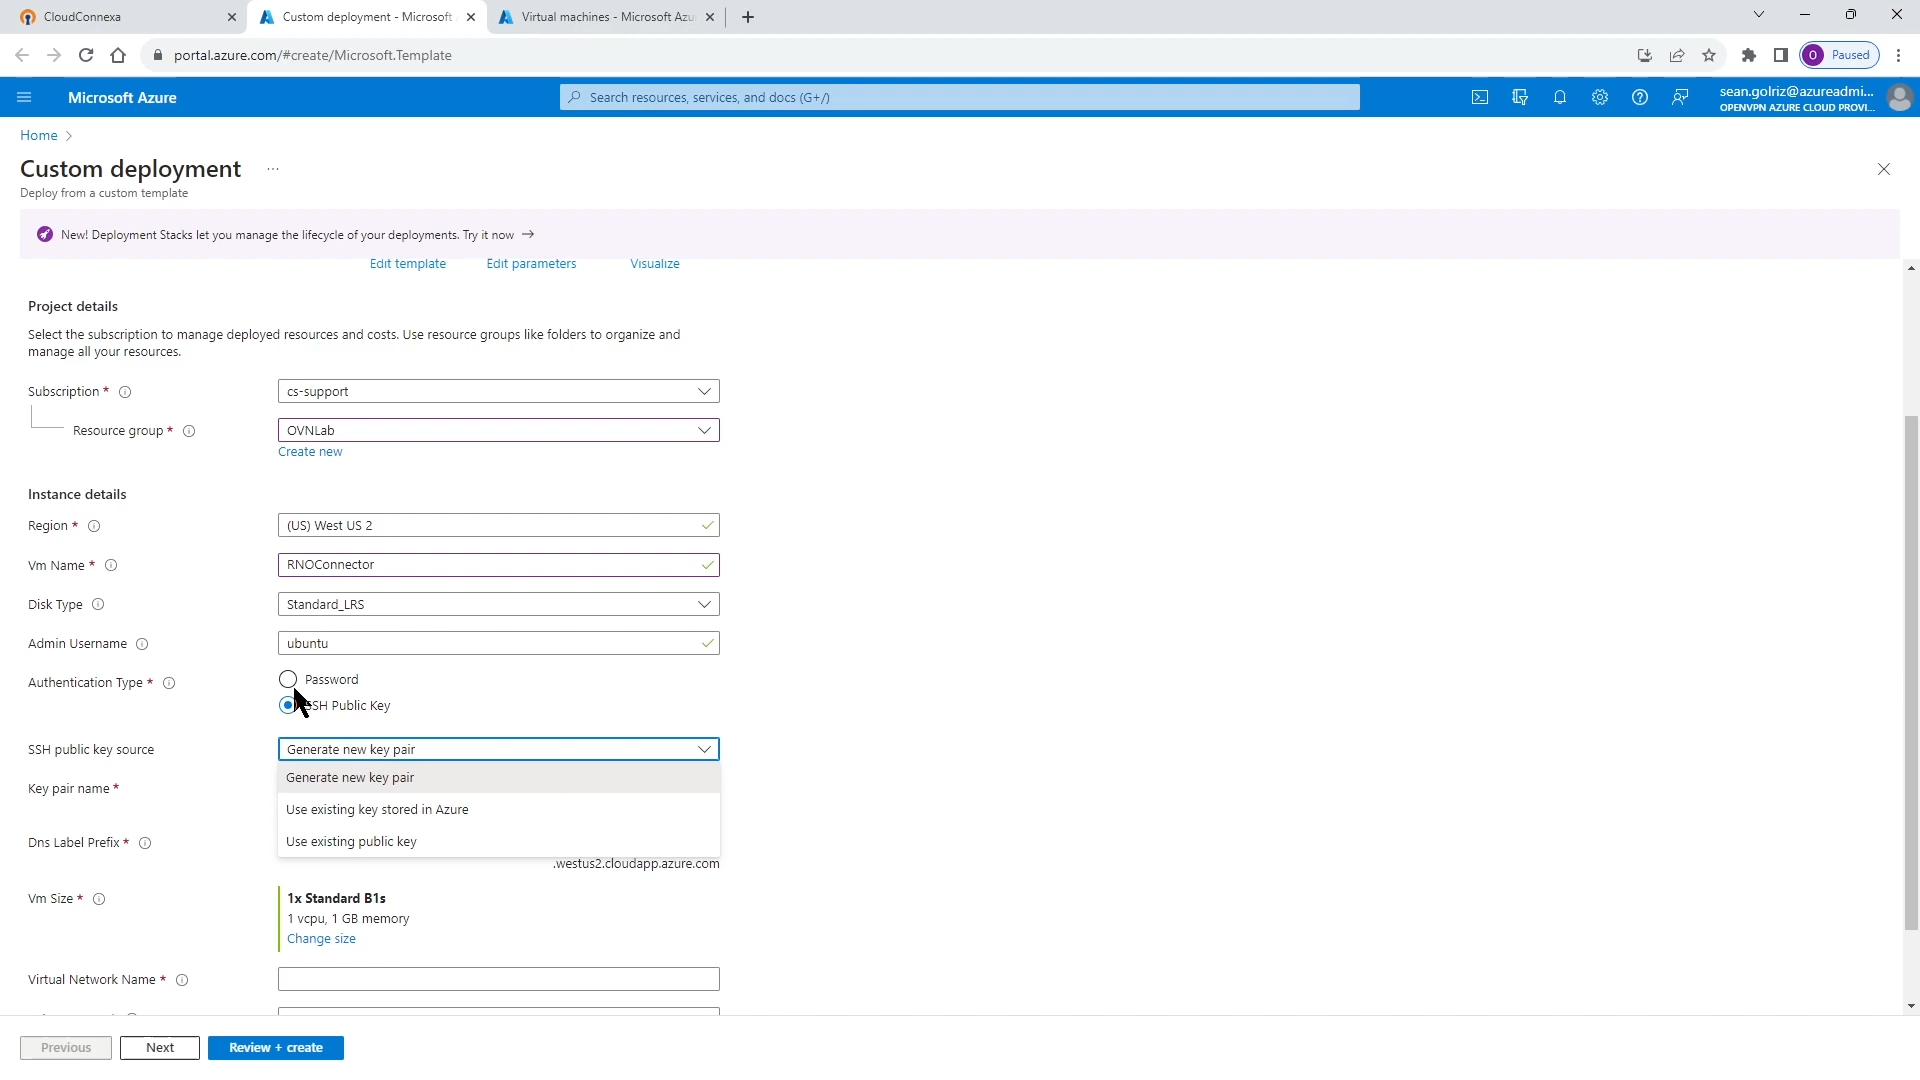 CloudConnexa
Custom deployment - Microsoft
Virtual machines - Microsoft Azu
portal.azure.com/#create/Microsoft.Template
O Paused
Microsoft Azure
Search resources, services, and docs (G+/)
sean.golriz@azureadmi...
OPENVPN AZURE CLOUD PROVI...
Home
Custom deployment ...
Deploy from a custom template
New! Deployment Stacks let you manage the lifecycle of your deployments. Try it now →
Edit template Edit parameters Visualize
Project details
Select the subscription to manage deployed resources and costs. Use resource groups like folders to organize and
manage all your resources.
Subscription * cs-support
Resource group * OVNLab
Create new
Instance details
Region * (US) West US 2
Vm Name * RNOConnector
Disk Type Standard_LRS
Admin Username ubuntu
Authentication Type * Password
SH Public Key
SSH public key source Generate new key pair
Generate new key pair
Key pair name *
Use existing key stored in Azure
Dns Label Prefix * Use existing public key
.westus2.cloudapp.azure.com
Vm Size * 1x Standard B1s
1 vcpu, 1 GB memory
Change size
Virtual Network Name *
Previous Next Review + create